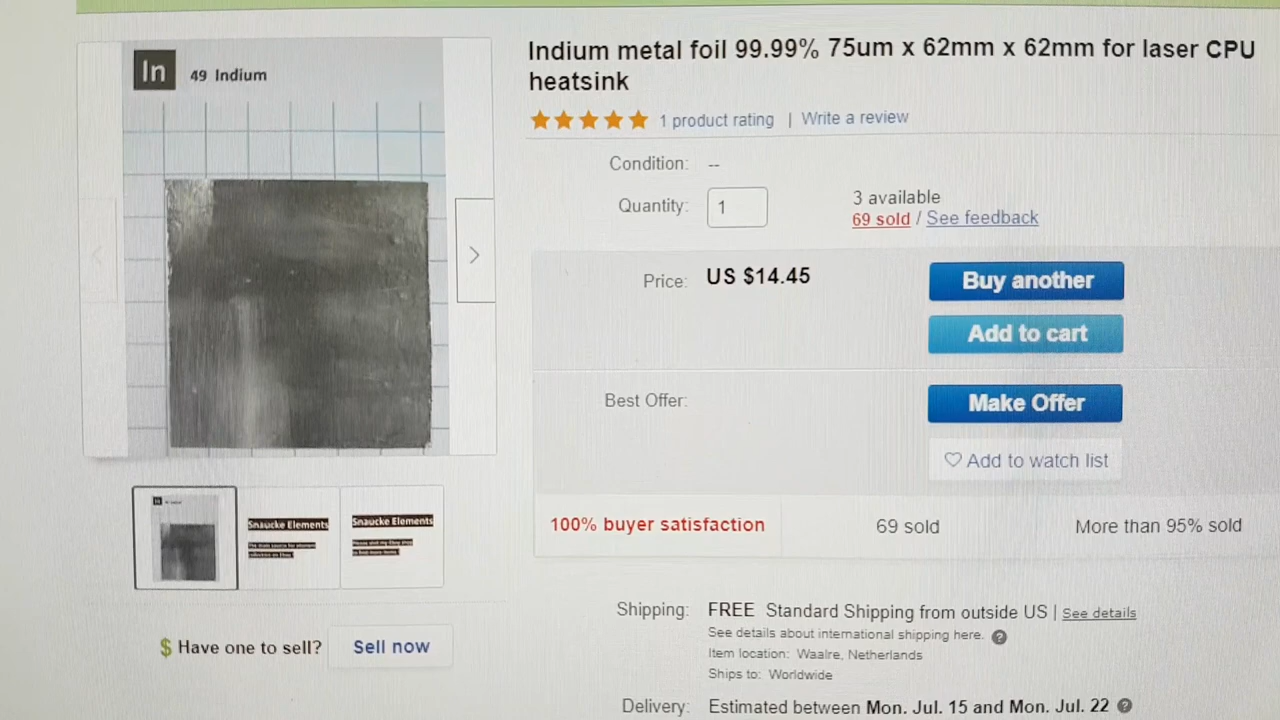 In
49 Indium
Indium metal foil 99.99% 75um x 62mm x 62mm for laser CPU
heatsink
1 product rating | Write a review
Condition: --
Quantity: 1
3 available
69 sold / See feedback
Price: US $14.45
Buy another
Add to cart
Best Offer:
Make Offer
Add to watch list
100% buyer satisfaction
69 sold
More than 95% sold
Snaucke Elements
Snaucke Elements
$ Have one to sell? Sell now
Shipping: FREE Standard Shipping from outside US | See details
See details about international shipping here. ?
Item location: Waalre, Netherlands
Ships to: Worldwide
Delivery: Estimated between Mon. Jul. 15 and Mon. Jul. 22 ?